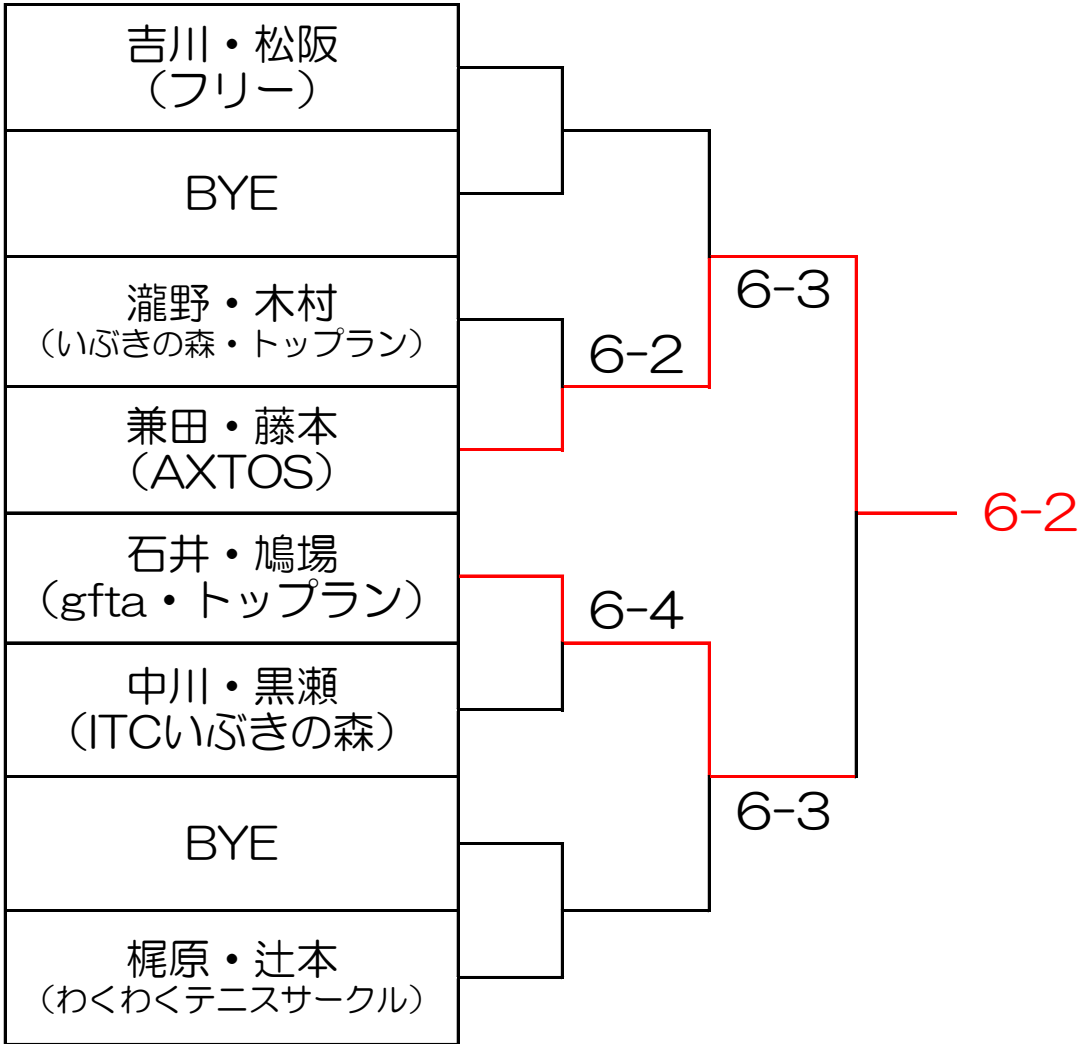 吉川・松阪
（フリー）
BYE
瀧野・木村
（いぶきの森・トップラン）
兼田・藤本
（AXTOS）
石井・鳩場
（gfta・トップラン）
中川・黒瀬
（ITCいぶきの森）
BYE
梶原・辻本
（わくわくテニスサークル）
6-2
6-4
6-3
6-3
6-2